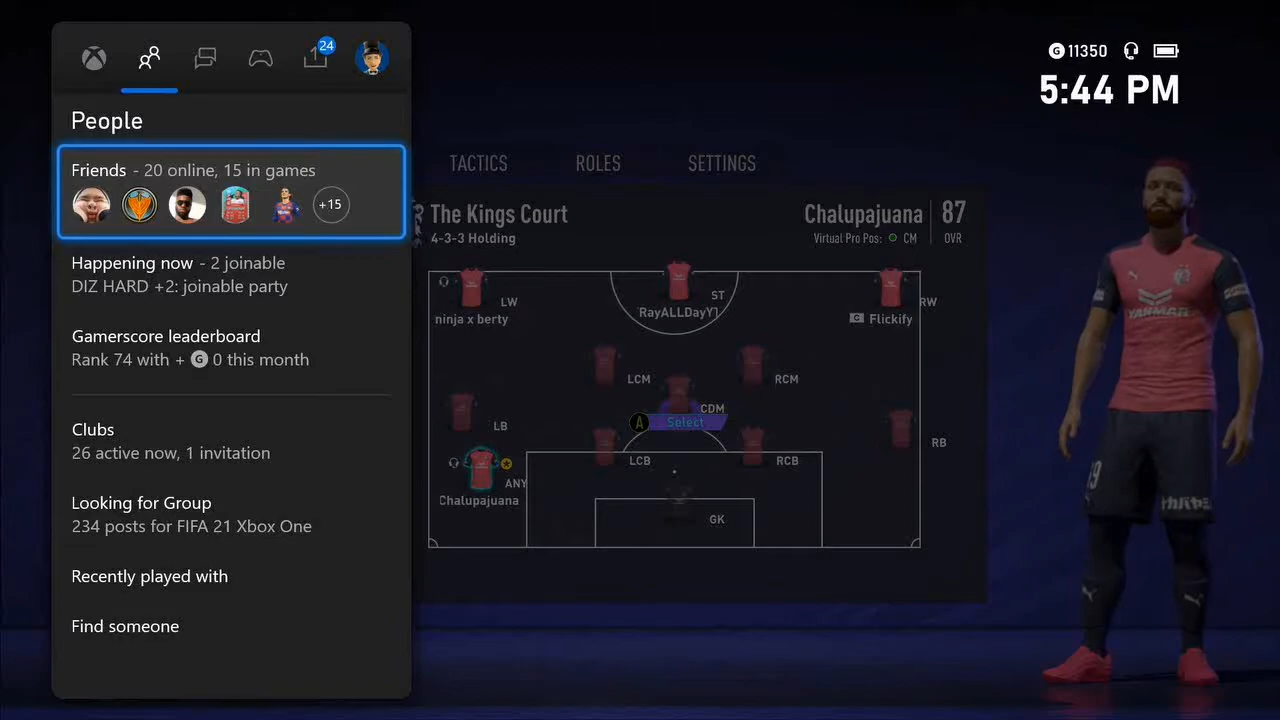 24
People
Friends - 20 online, 15 in games
+15
Happening now - 2 joinable
DIZ HARD +2: joinable party
Gamerscore leaderboard
Rank 74 with + G 0 this month
Clubs
26 active now, 1 invitation
Looking for Group
234 posts for FIFA 21 Xbox One
Recently played with
Find someone
G 11350
5:44 PM
TACTICS ROLES SETTINGS
The Kings Court
4-3-3 Holding
Chalupajuana 87
Virtual Pro Pos: CM OVR
LW
ninja x berty
ST
RayALLDayY1
RW
Flickify
LCM
RCM
CDM
A Select
LB
RB
LCB
RCB
ANY
Chalupajuana
GK
YANMAR